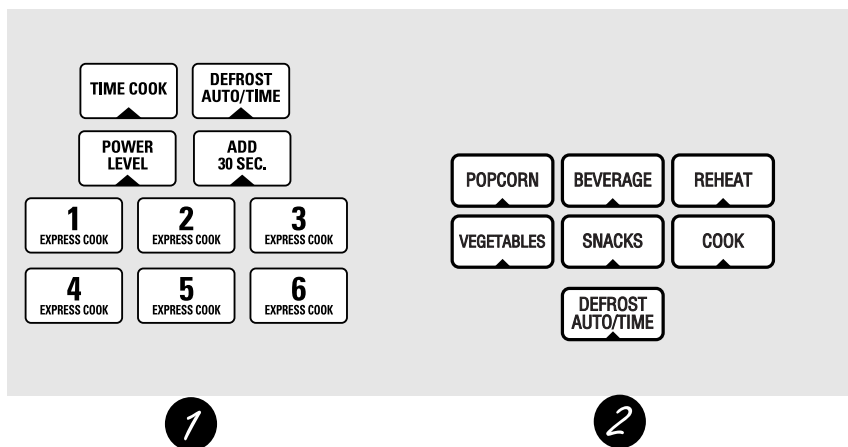 TIME COOK
DEFROST
AUTO/TIME
POWER
LEVEL
ADD
30 SEC.
1
EXPRESS COOK
2
EXPRESS COOK
3
EXPRESS COOK
4
EXPRESS COOK
5
EXPRESS COOK
6
EXPRESS COOK
1
POPCORN
BEVERAGE
REHEAT
VEGETABLES
SNACKS
COOK
DEFROST
AUTO/TIME
2